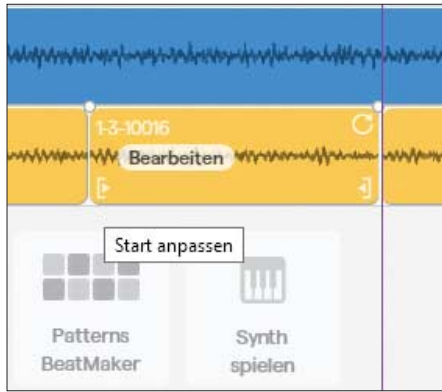 1-3-10016
Bearbeiten
Start anpassen
Patterns
BeatMaker
Synth
spielen